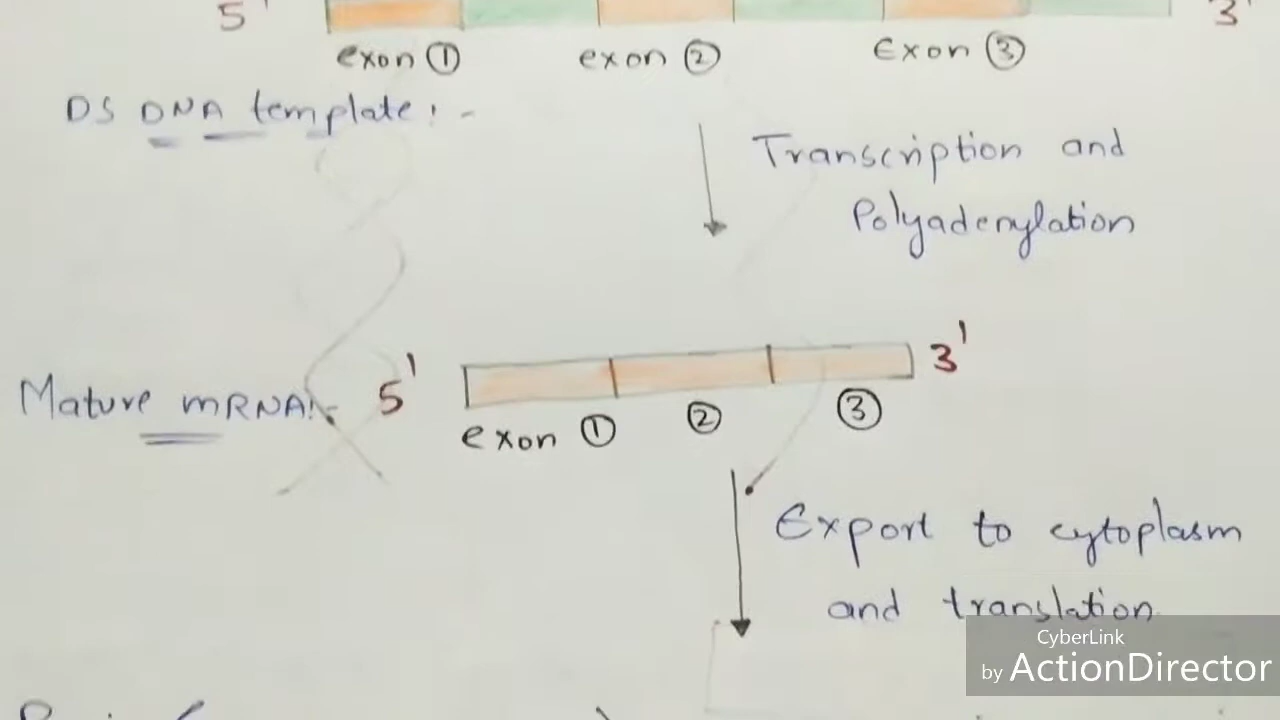 5' 3'
exon ① exon ② Exon ③
DS DNA template:-
Transcription and
Polyadenylation
Mature mRNA:- 5' 3'
exon ① ② ③
Export to cytoplasm
and translation
CyberLink
by ActionDirector